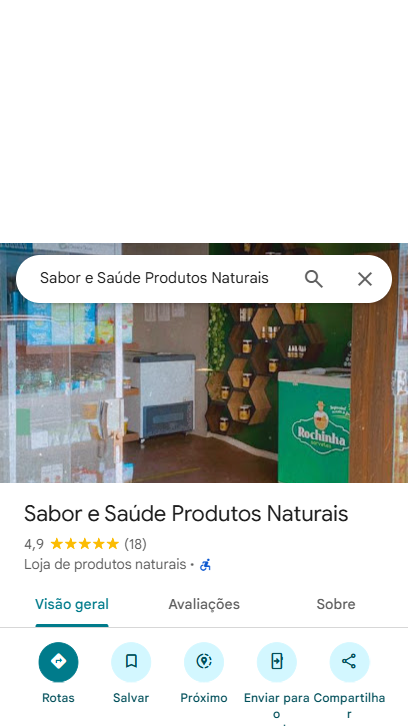 Sabor e Saúde Produtos Naturais
Rochinha
sorvetes
Sabor e Saúde Produtos Naturais
4,9 (18)
Loja de produtos naturais ·
Visão geral Avaliações Sobre
Rotas Salvar Próximo Enviar para o Compartilhar